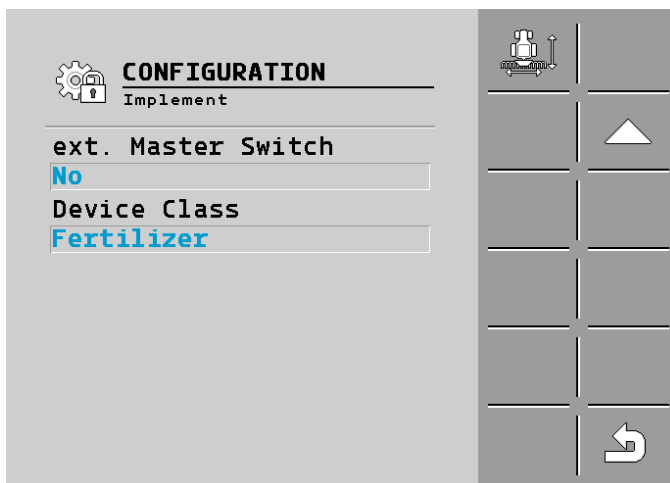 CONFIGURATION
Implement
ext. Master Switch
No
Device Class
Fertilizer